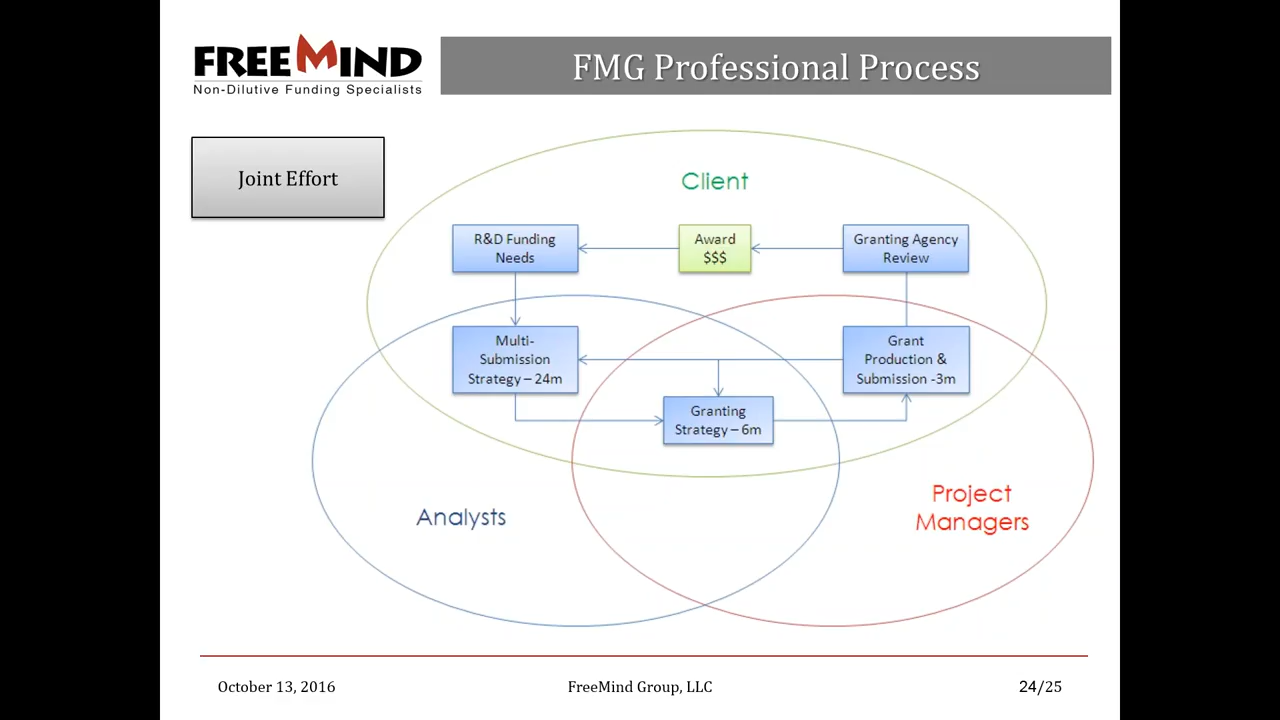 FREEMIND
Non-Dilutive Funding Specialists
FMG Professional Process
Joint Effort
Client
R&D Funding
Needs
Award
$$$
Granting Agency
Review
Multi-
Submission
Strategy – 24m
Grant
Production &
Submission -3m
Granting
Strategy – 6m
Analysts
Project
Managers
October 13, 2016
FreeMind Group, LLC
24/25